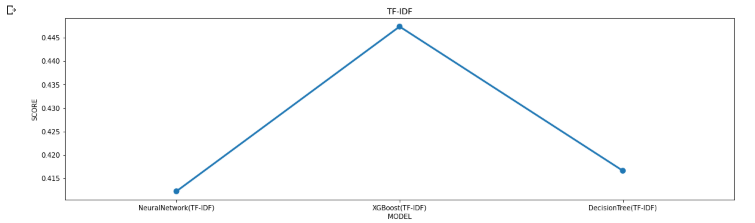 TF-IDF
0.445
0.440
0.435
0.430
0.425
0.420
0.415
SCORE
NeuralNetwork(TF-IDF) XGBoost(TF-IDF) DecisionTree(TF-IDF)
MODEL